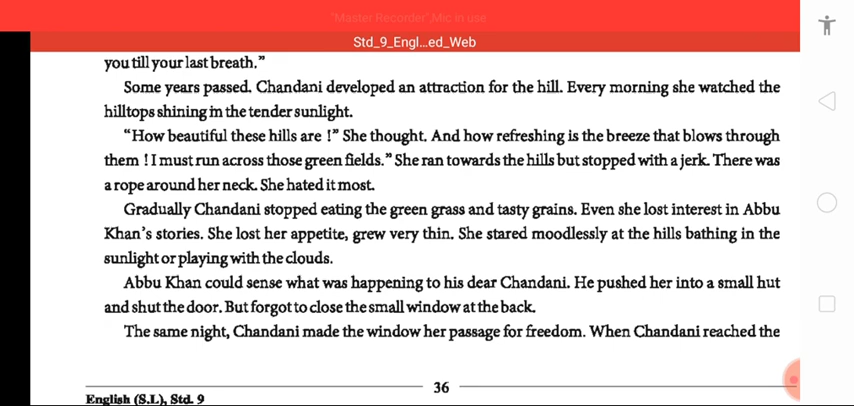 "Master Recorder" Mic in use
Std_9_Engl...ed_Web
you till your last breath."
Some years passed. Chandani developed an attraction for the hill. Every morning she watched the
hilltops shining in the tender sunlight.
"How beautiful these hills are !" She thought. And how refreshing is the breeze that blows through
them ! I must run across those green fields." She ran towards the hills but stopped with a jerk. There was
a rope around her neck. She hated it most.
Gradually Chandani stopped eating the green grass and tasty grains. Even she lost interest in Abbu
Khan's stories. She lost her appetite, grew very thin. She stared moodlessly at the hills bathing in the
sunlight or playing with the clouds.
Abbu Khan could sense what was happening to his dear Chandani. He pushed her into a small hut
and shut the door. But forgot to close the small window at the back.
The same night, Chandani made the window her passage for freedom. When Chandani reached the
36
English (S.L), Std. 9